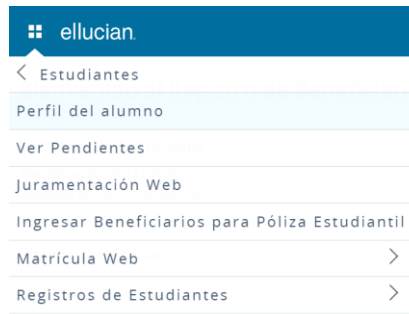 ellucian.
Estudiantes
Perfil del alumno
Ver Pendientes
Juramentación Web
Ingresar Beneficiarios para Póliza Estudiantil
Matrícula Web
Registros de Estudiantes